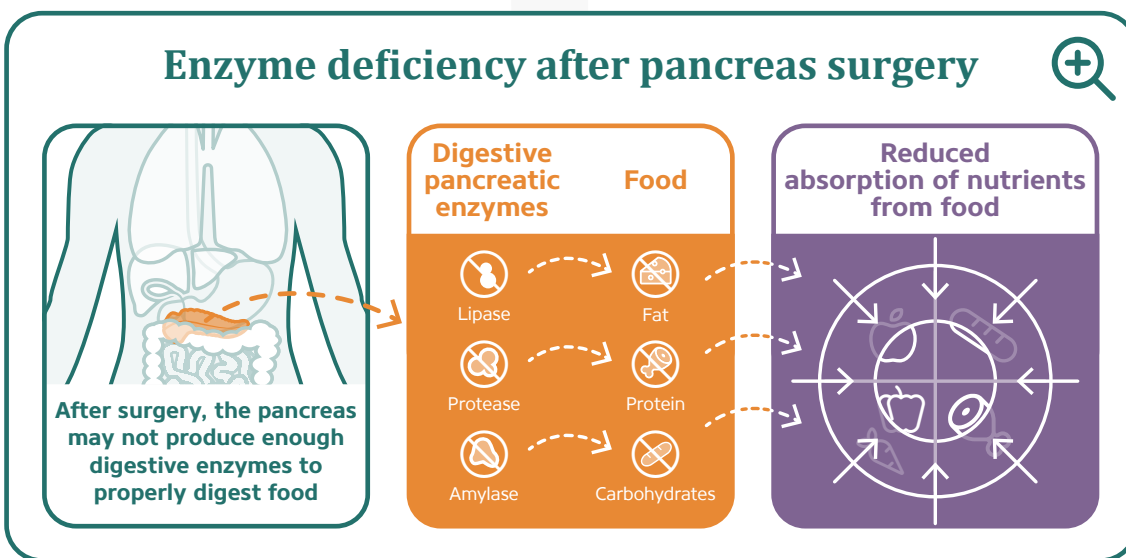 Enzyme deficiency after pancreas surgery
After surgery, the pancreas
may not produce enough
digestive enzymes to
properly digest food
Digestive
pancreatic
enzymes
Food
Lipase
Fat
Protease
Protein
Amylase
Carbohydrates
Reduced
absorption of nutrients
from food